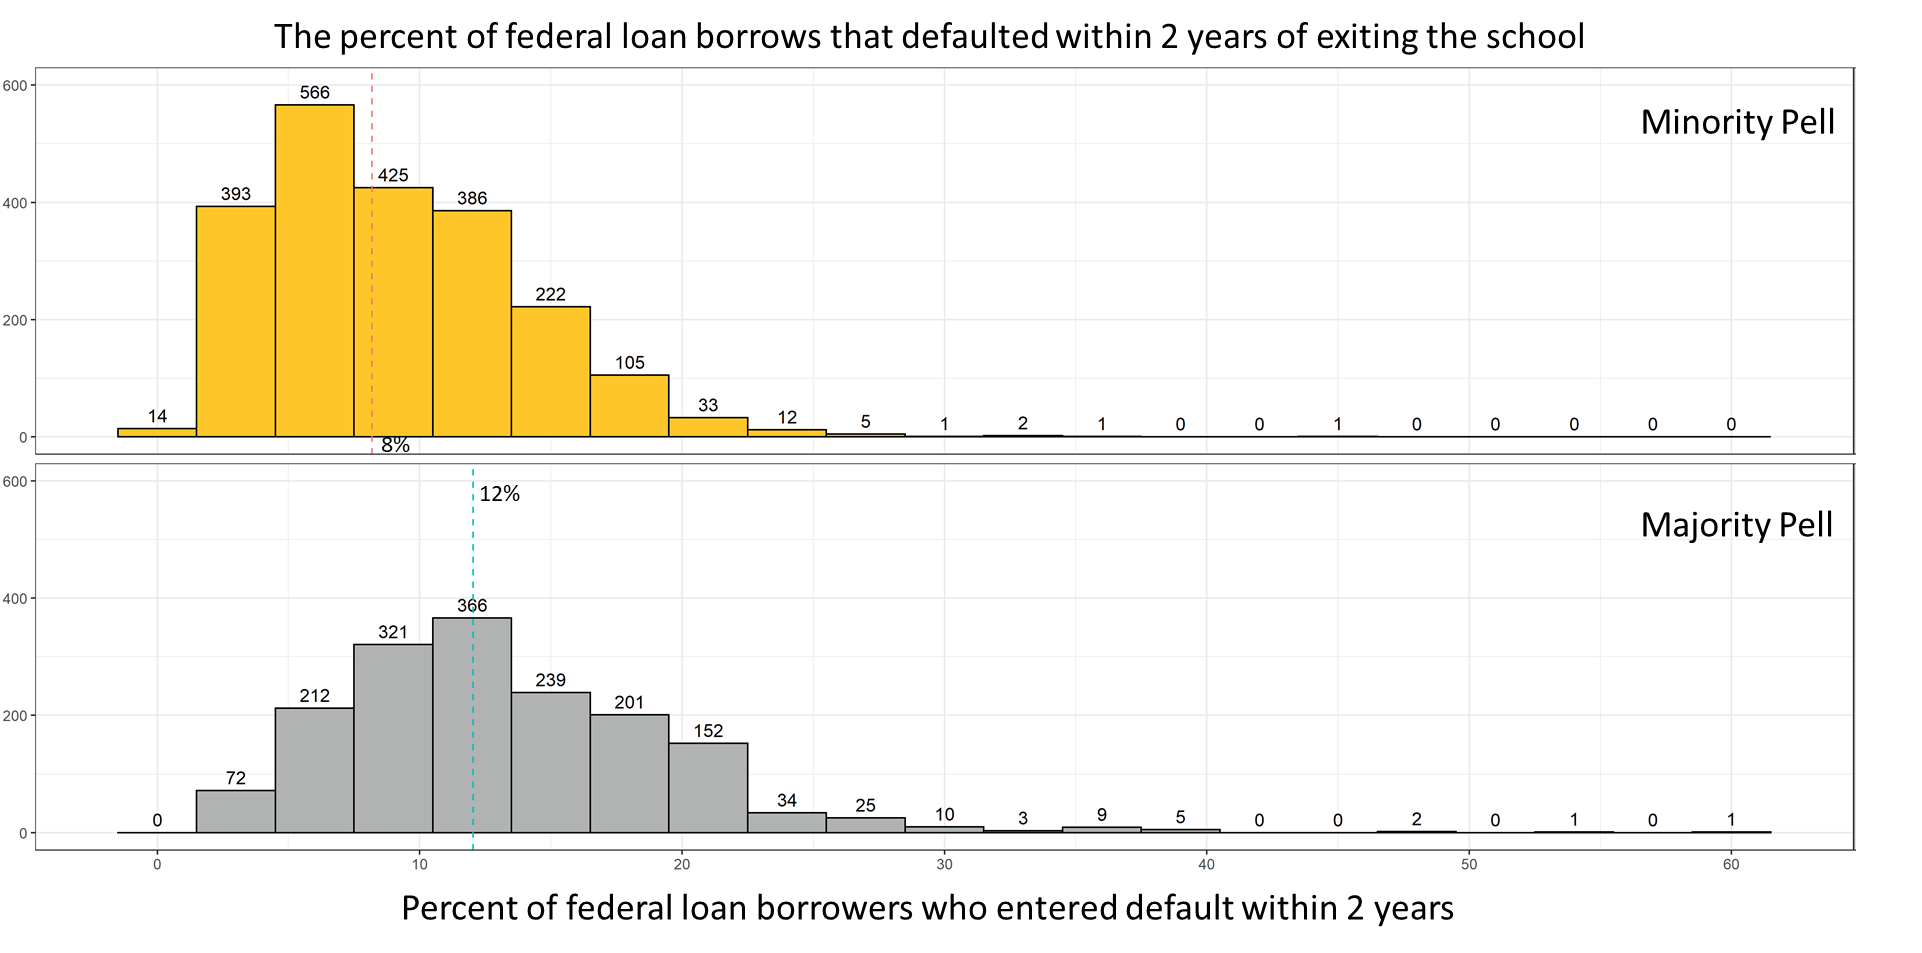 The percent of federal loan borrows that defaulted within 2 years of exiting the school
600
400
200
0
Minority Pell
14 393 566 425 386 222 105 33 12 5 1 2 1 0 0 1 0 0 0 0 0
8%
600
400
200
0
Majority Pell
12%
0 72 212 321 366 239 201 152 34 25 10 3 9 5 0 0 2 0 1 0 1
0 10 20 30 40 50 60
Percent of federal loan borrowers who entered default within 2 years